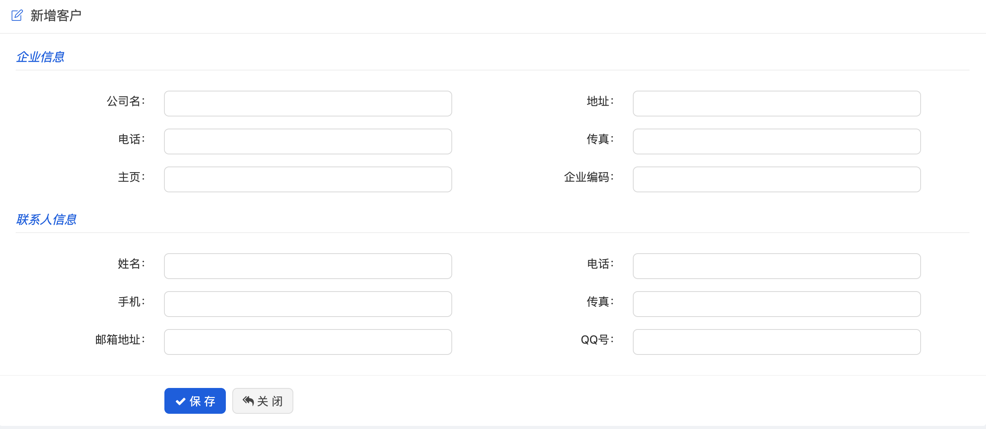 新增客户
企业信息
公司名： 地址：
电话： 传真：
主页： 企业编码：
联系人信息
姓名： 电话：
手机： 传真：
邮箱地址： QQ号：
保 存 关 闭